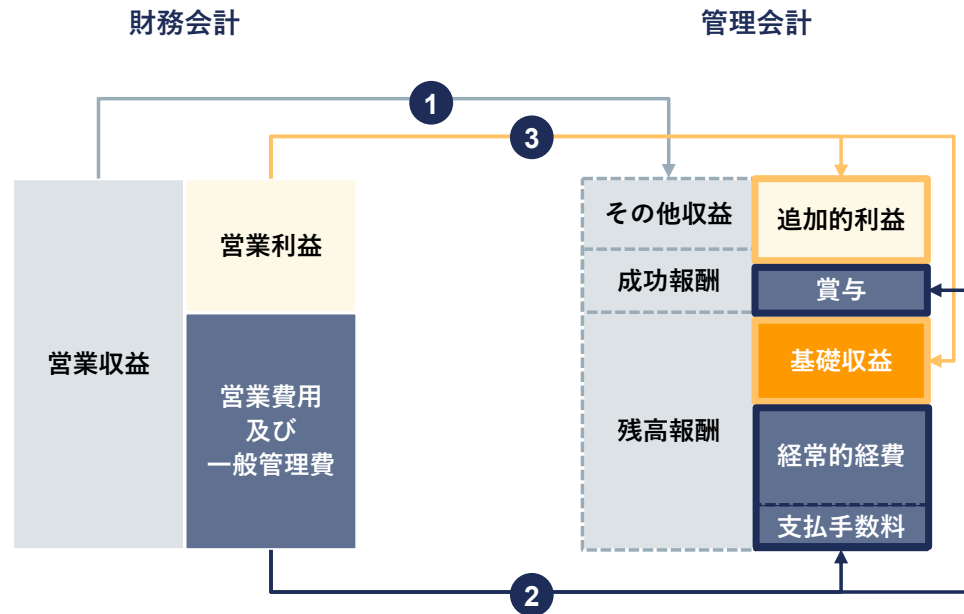 財務会計
管理会計
1
3
営業収益
営業利益
営業費用
及び
一般管理費
2
その他収益
成功報酬
残高報酬
追加的利益
賞与
基礎収益
経常的経費
支払手数料